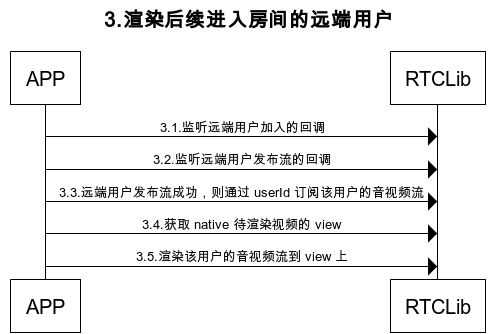 3.渲染后续进入房间的远端用户
APP
RTCLib
3.1.监听远端用户加入的回调
3.2.监听远端用户发布流的回调
3.3.远端用户发布流成功，则通过 userId 订阅该用户的音视频流
3.4.获取 native 待渲染视频的 view
3.5.渲染该用户的音视频流到 view 上
APP
RTCLib